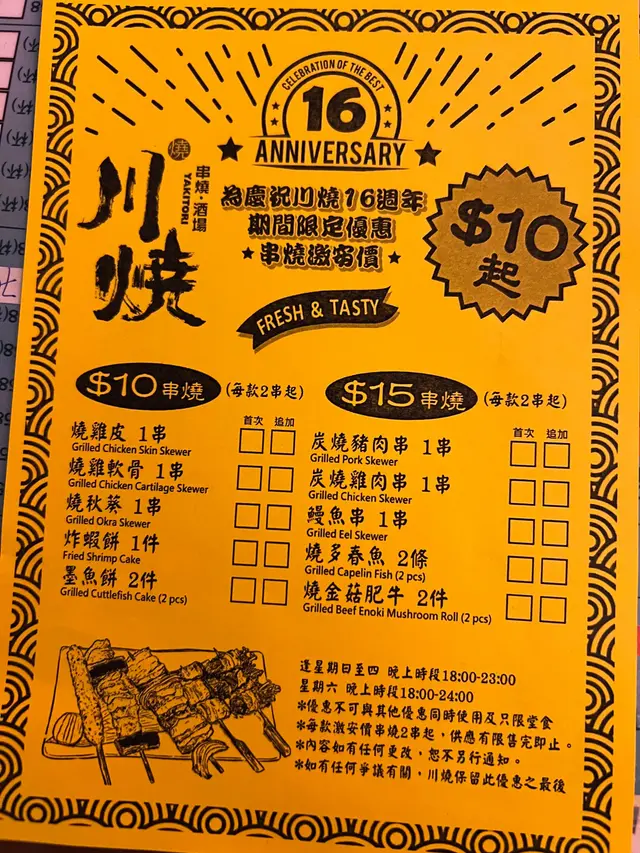 CELEBRATION OF THE BEST
16
ANNIVERSARY
川燒
燒
串燒·酒場
YAKITORI
為慶祝川燒16週年
期間限定優惠
串燒激安價
$10
起
FRESH & TASTY
$10串燒 (每款2串起)
首次 追加
燒雞皮 1串
Grilled Chicken Skin Skewer
燒雞軟骨 1串
Grilled Chicken Cartilage Skewer
燒秋葵 1串
Grilled Okra Skewer
炸蝦餅 1件
Fried Shrimp Cake
墨魚餅 2件
Grilled Cuttlefish Cake (2 pcs)
$15串燒 (每款2串起)
首次 追加
炭燒豬肉串 1串
Grilled Pork Skewer
炭燒雞肉串 1串
Grilled Chicken Skewer
鰻魚串 1串
Grilled Eel Skewer
燒多春魚 2條
Grilled Capelin Fish (2 pcs)
燒金菇肥牛 2件
Grilled Beef Enoki Mushroom Roll (2 pcs)
逢星期日至四 晚上時段18:00-23:00
星期六 晚上時段18:00-24:00
*優惠不可與其他優惠同時使用及只限堂食
*每款激安價串燒2串起，供應有限售完即止。
*內容如有任何更改，恕不另行通知。
*如有任何爭議有關，川燒保留此優惠之最後